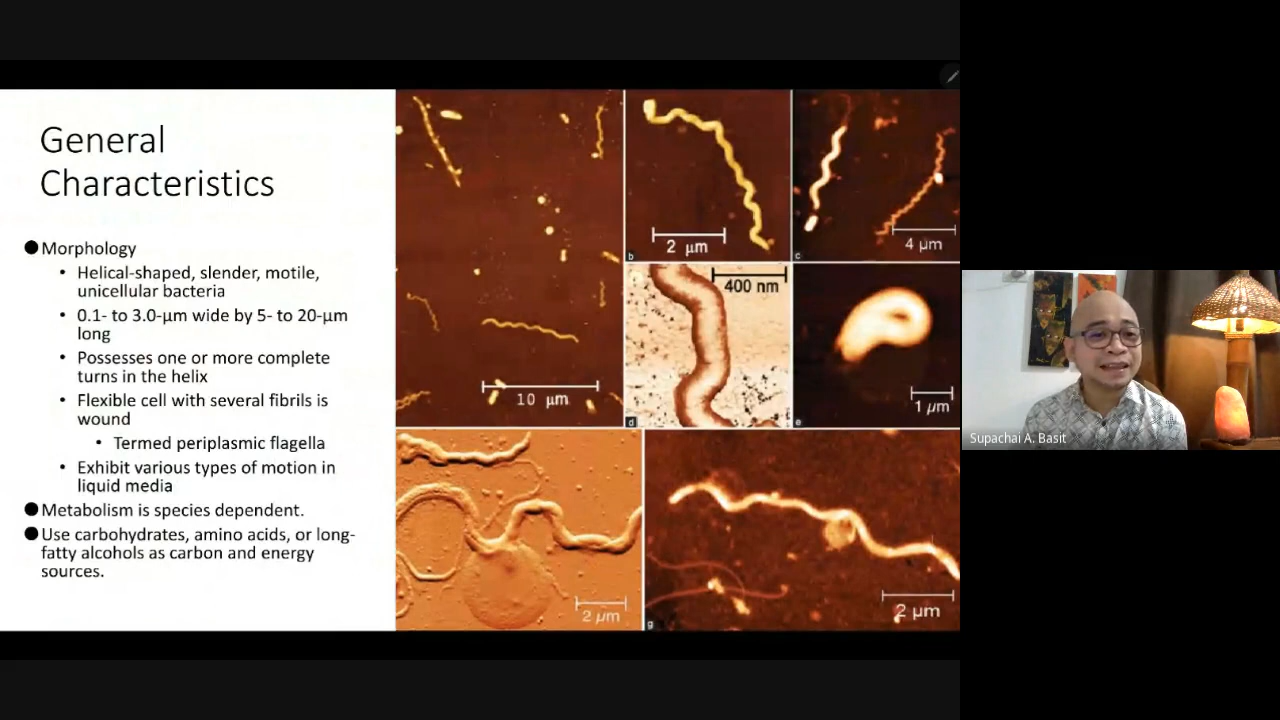 General
Characteristics
● Morphology
• Helical-shaped, slender, motile,
unicellular bacteria
• 0.1- to 3.0-µm wide by 5- to 20-µm
long
• Possesses one or more complete
turns in the helix
• Flexible cell with several fibrils is
wound
• Termed periplasmic flagella
• Exhibit various types of motion in
liquid media
● Metabolism is species dependent.
● Use carbohydrates, amino acids, or long-
fatty alcohols as carbon and energy
sources.
10 µm
2 µm
b
4 µm
c
400 nm
d
1 µm
e
2 µm
2 µm
g
Supachai A. Basit